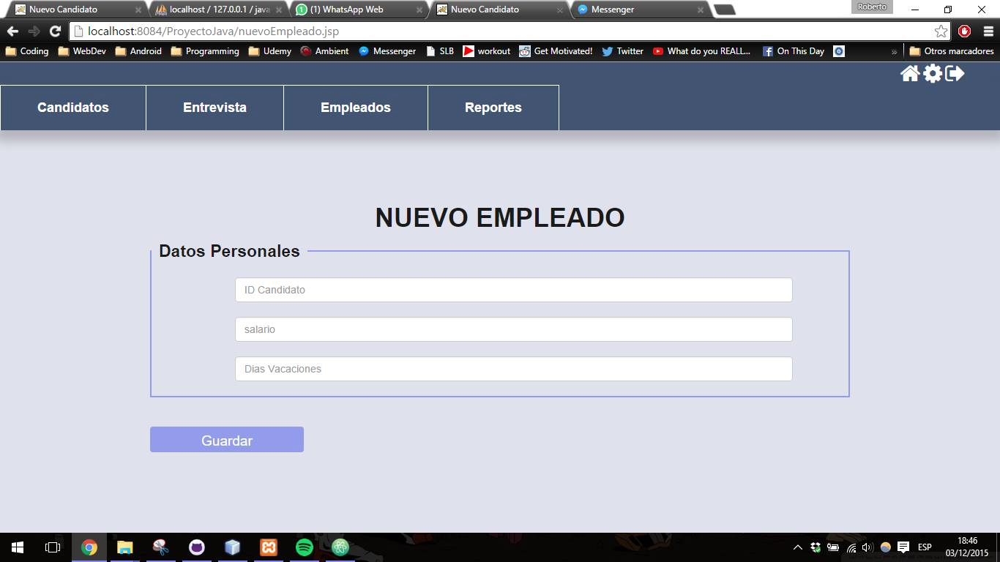 Nuevo Candidato
localhost / 127.0.0.1 / java
(1) WhatsApp Web
Nuevo Candidato
Messenger
Roberto
localhost:8084/ProyectoJava/nuevoEmpleado.jsp
Coding WebDev Android Programming Udemy Ambient Messenger SLB workout Get Motivated! Twitter What do you REALL... On This Day » Otros marcadores
Candidatos Entrevista Empleados Reportes
NUEVO EMPLEADO
Datos Personales
ID Candidato
salario
Dias Vacaciones
Guardar
18:46
ESP
03/12/2015